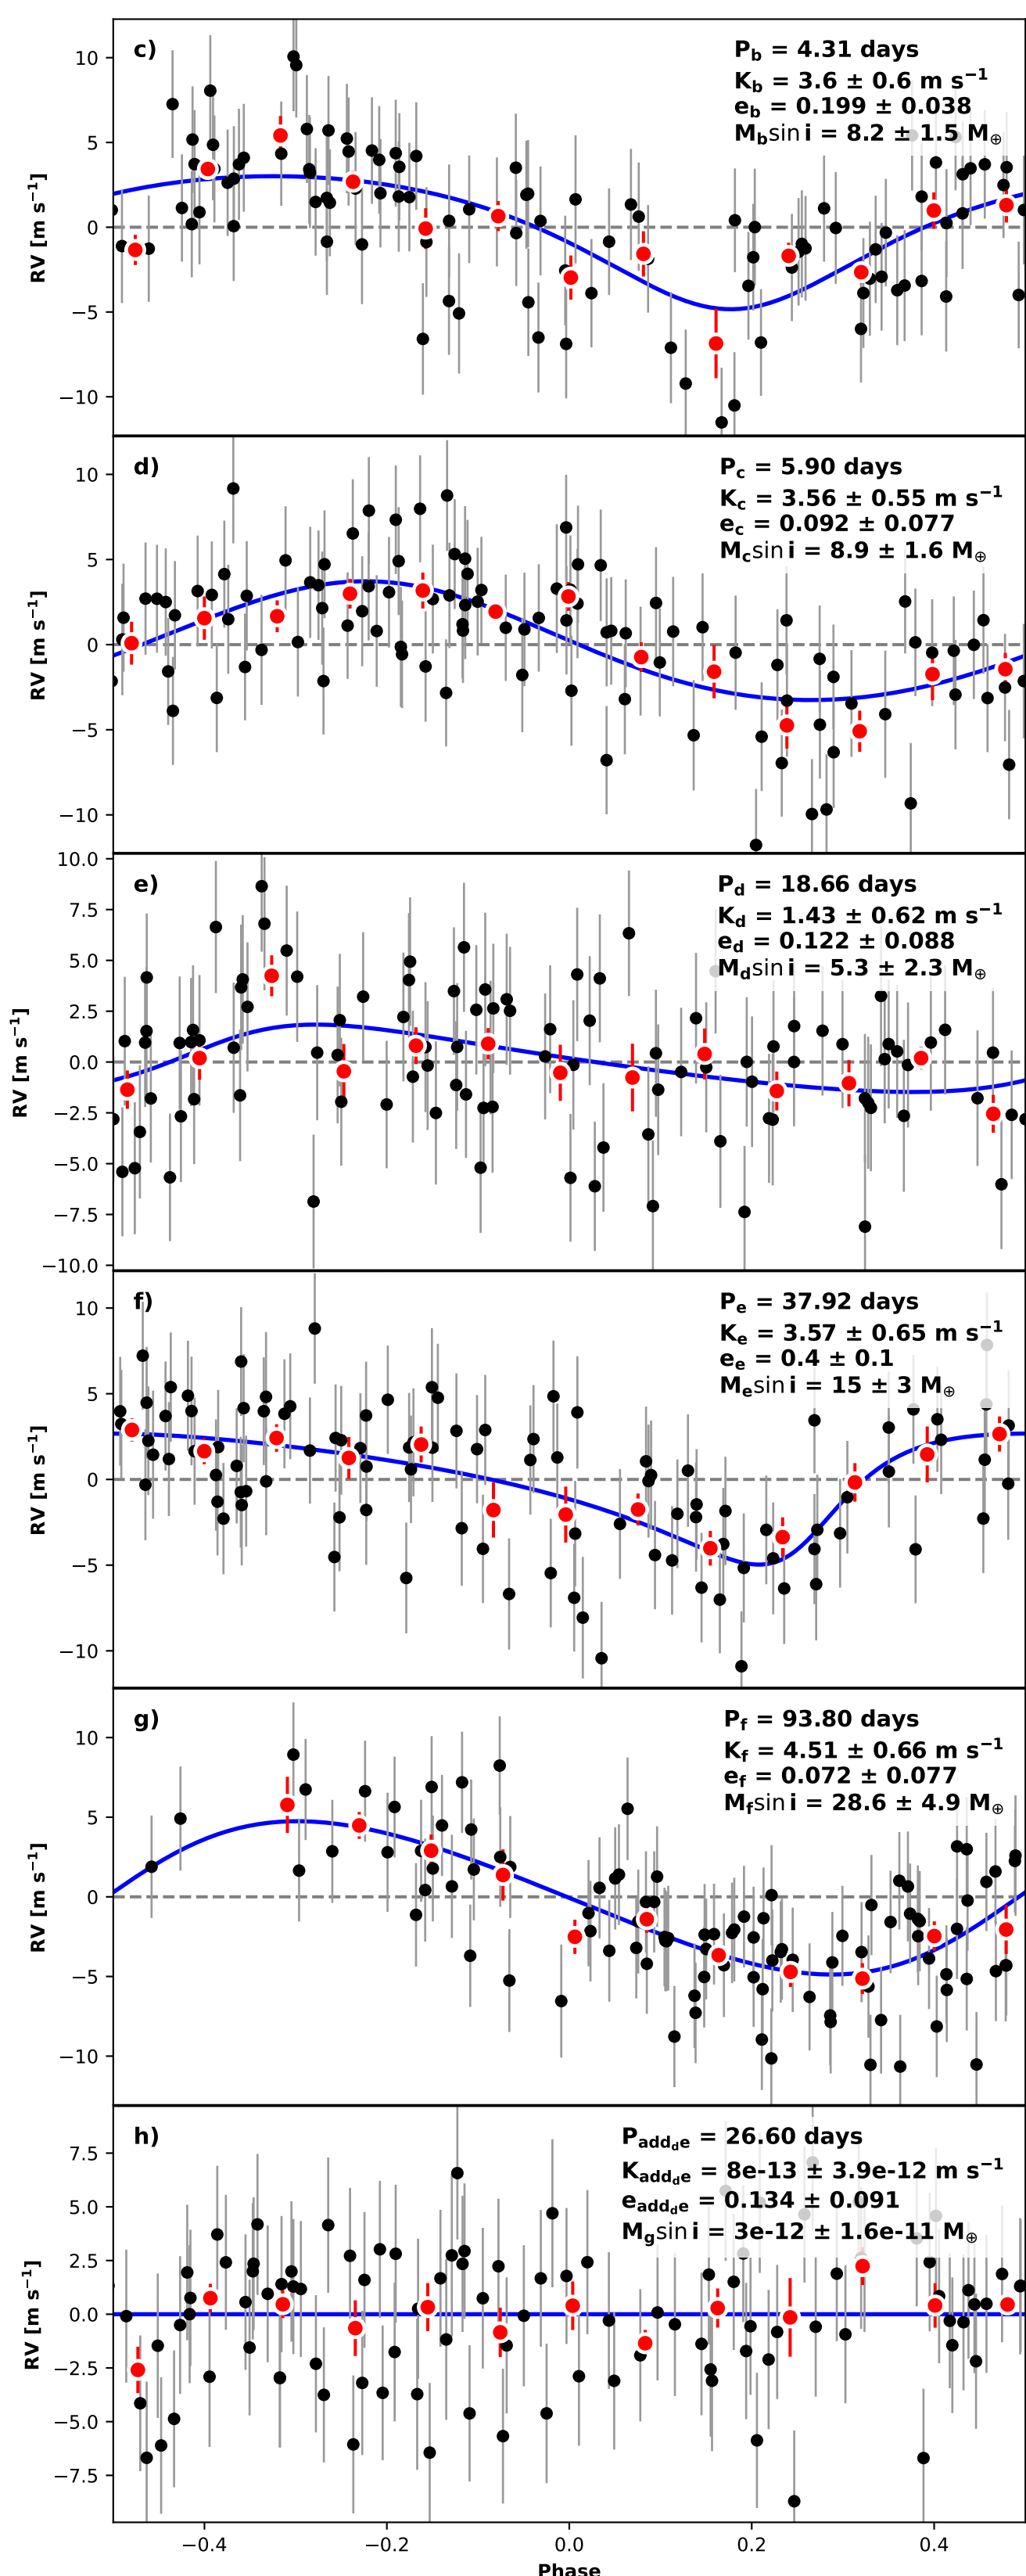 c)
P_b = 4.31 days
K_b = 3.6 ± 0.6 m s⁻¹
e_b = 0.199 ± 0.038
M_b sin i = 8.2 ± 1.5 M_⊕
10
5
0
−5
−10
RV [m s⁻¹]
d)
P_c = 5.90 days
K_c = 3.56 ± 0.55 m s⁻¹
e_c = 0.092 ± 0.077
M_c sin i = 8.9 ± 1.6 M_⊕
10
5
0
−5
−10
RV [m s⁻¹]
e)
P_d = 18.66 days
K_d = 1.43 ± 0.62 m s⁻¹
e_d = 0.122 ± 0.088
M_d sin i = 5.3 ± 2.3 M_⊕
10.0
7.5
5.0
2.5
0.0
−2.5
−5.0
−7.5
−10.0
RV [m s⁻¹]
f)
P_e = 37.92 days
K_e = 3.57 ± 0.65 m s⁻¹
e_e = 0.4 ± 0.1
M_e sin i = 15 ± 3 M_⊕
10
5
0
−5
−10
RV [m s⁻¹]
g)
P_f = 93.80 days
K_f = 4.51 ± 0.66 m s⁻¹
e_f = 0.072 ± 0.077
M_f sin i = 28.6 ± 4.9 M_⊕
10
5
0
−5
−10
RV [m s⁻¹]
h)
P_add_de = 26.60 days
K_add_de = 8e-13 ± 3.9e-12 m s⁻¹
e_add_de = 0.134 ± 0.091
M_g sin i = 3e-12 ± 1.6e-11 M_⊕
7.5
5.0
2.5
0.0
−2.5
−5.0
−7.5
RV [m s⁻¹]
−0.4 −0.2 0.0 0.2 0.4
Phase